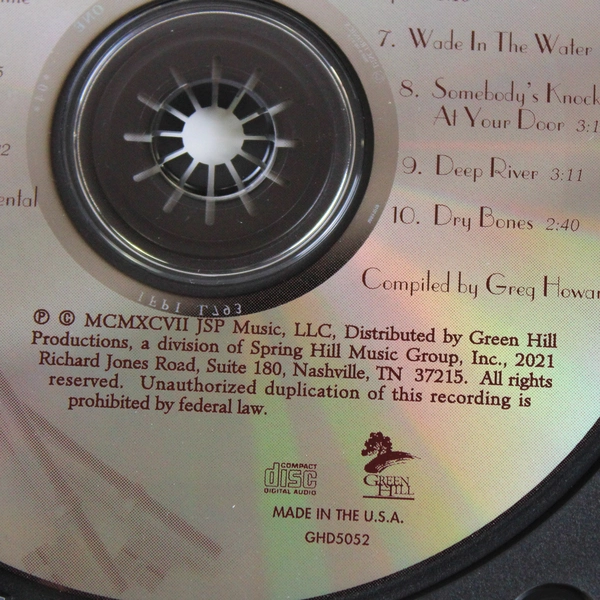 7. Wade In The Water
8. Somebody's Knock
At Your Door 3:1
9. Deep River 3:11
10. Dry Bones 2:40
ental
Compiled by Greg Howar
IFPI L793
℗ © MCMXCVII JSP Music, LLC, Distributed by Green Hill
Productions, a division of Spring Hill Music Group, Inc., 2021
Richard Jones Road, Suite 180, Nashville, TN 37215. All rights
reserved. Unauthorized duplication of this recording is
prohibited by federal law.
COMPACT
disc
DIGITAL AUDIO
GREEN
HILL
MADE IN THE U.S.A.
GHD5052